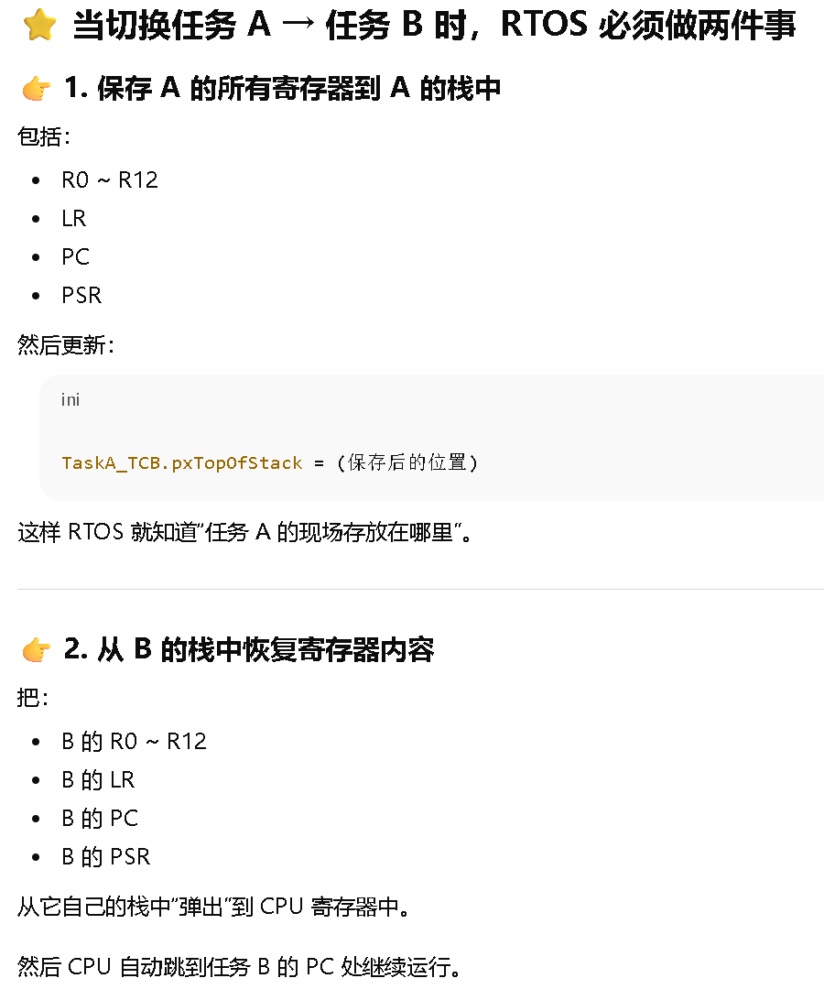 ⭐ 当切换任务 A → 任务 B 时，RTOS 必须做两件事
👉 1. 保存 A 的所有寄存器到 A 的栈中
包括：
• R0 ~ R12
• LR
• PC
• PSR
然后更新：
ini
TaskA_TCB.pxTopOfStack = (保存后的位置)
这样 RTOS 就知道“任务 A 的现场存放在哪里”。
👉 2. 从 B 的栈中恢复寄存器内容
把：
• B 的 R0 ~ R12
• B 的 LR
• B 的 PC
• B 的 PSR
从它自己的栈中“弹出”到 CPU 寄存器中。
然后 CPU 自动跳到任务 B 的 PC 处继续运行。